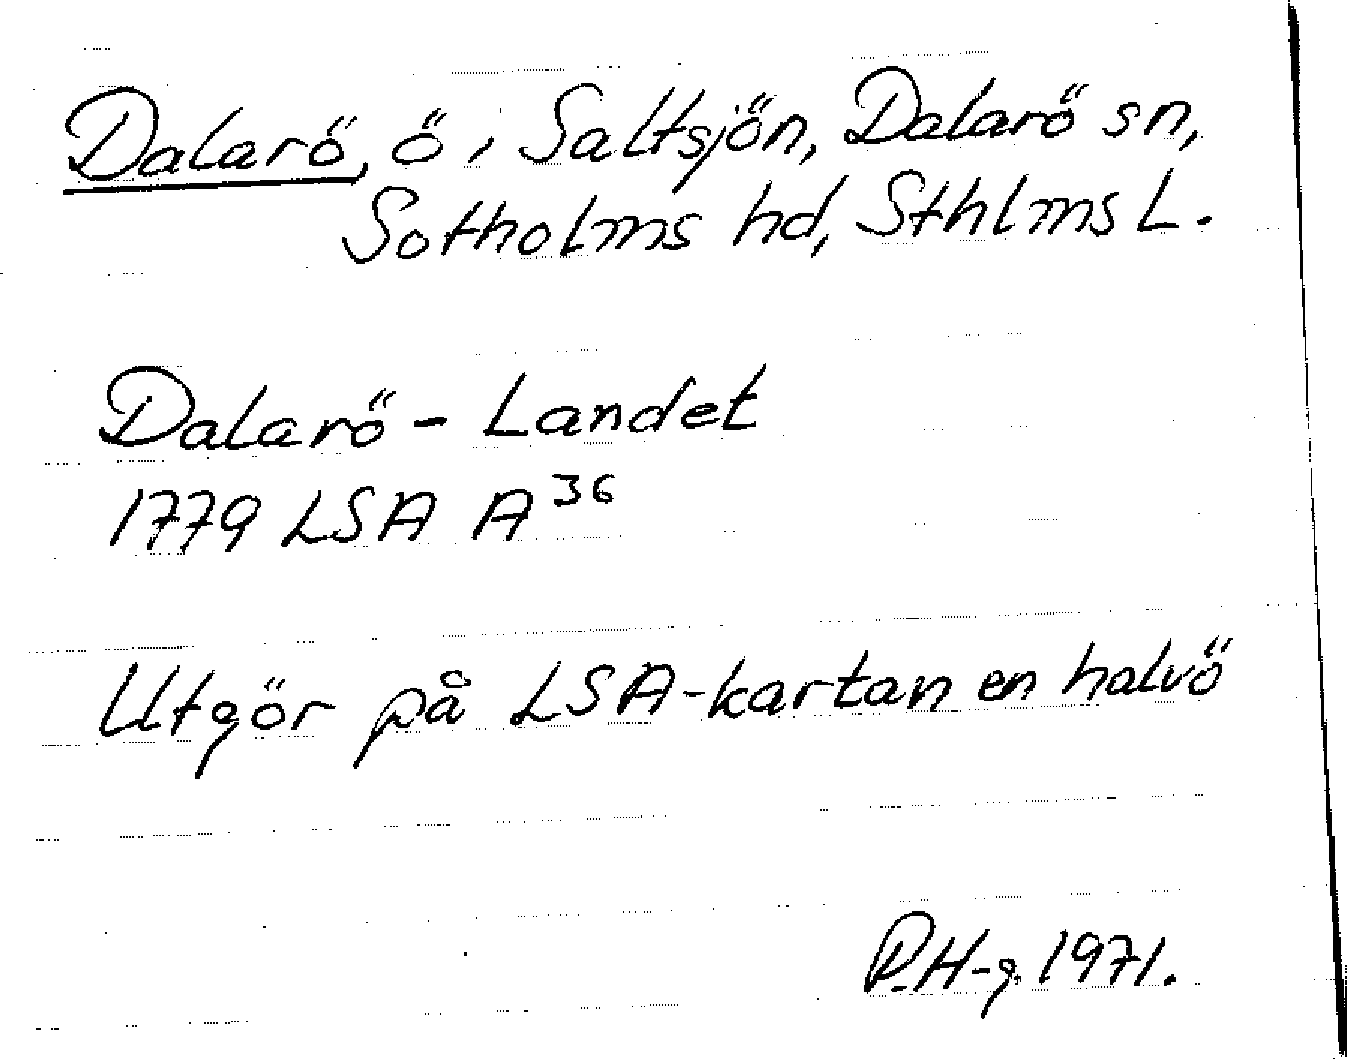 Dalarö, ö i Saltsjön, Dalarö sn,
Sotholms hd, Sthlms L.
Dalarö - Landet
1779 LSA A³⁶
Utgör på LSA-kartan en halvö
P.H-g. 1971.